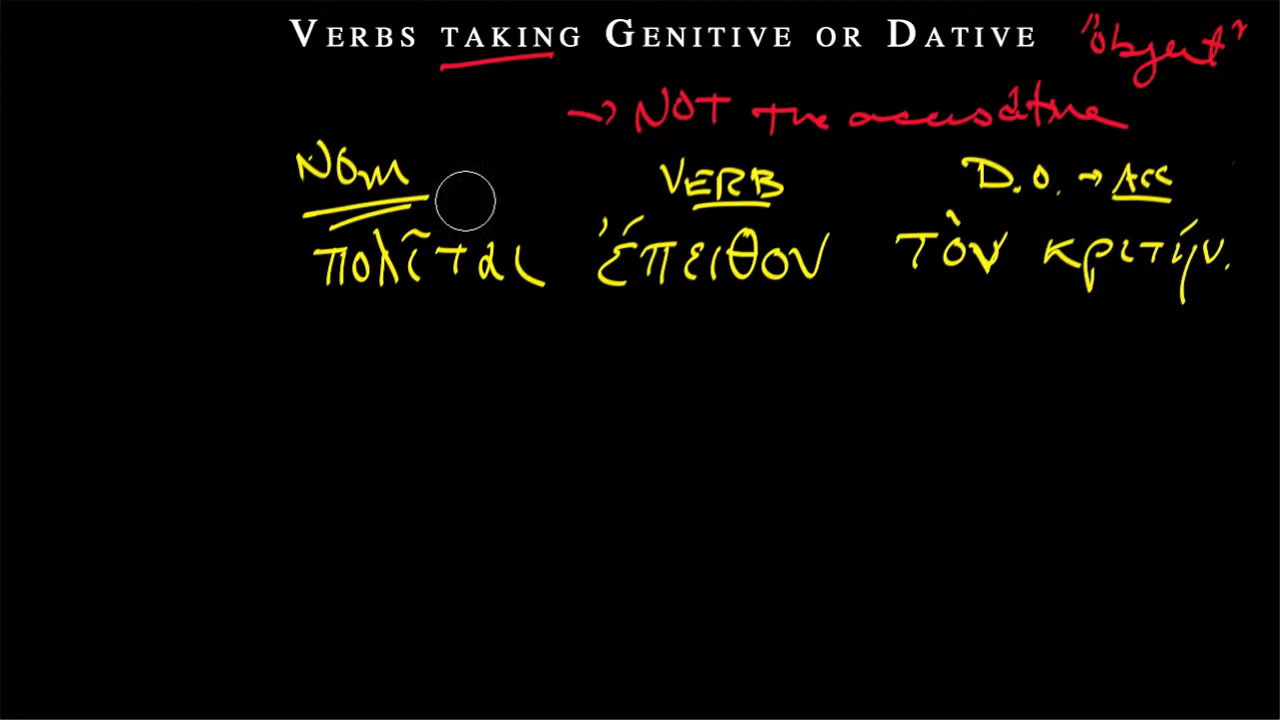 VERBS TAKING GENITIVE OR DATIVE "object"
→ NOT the accusative
NOM VERB D.O. → ACC
πολῖται ἔπειθον τὸν κριτήν.